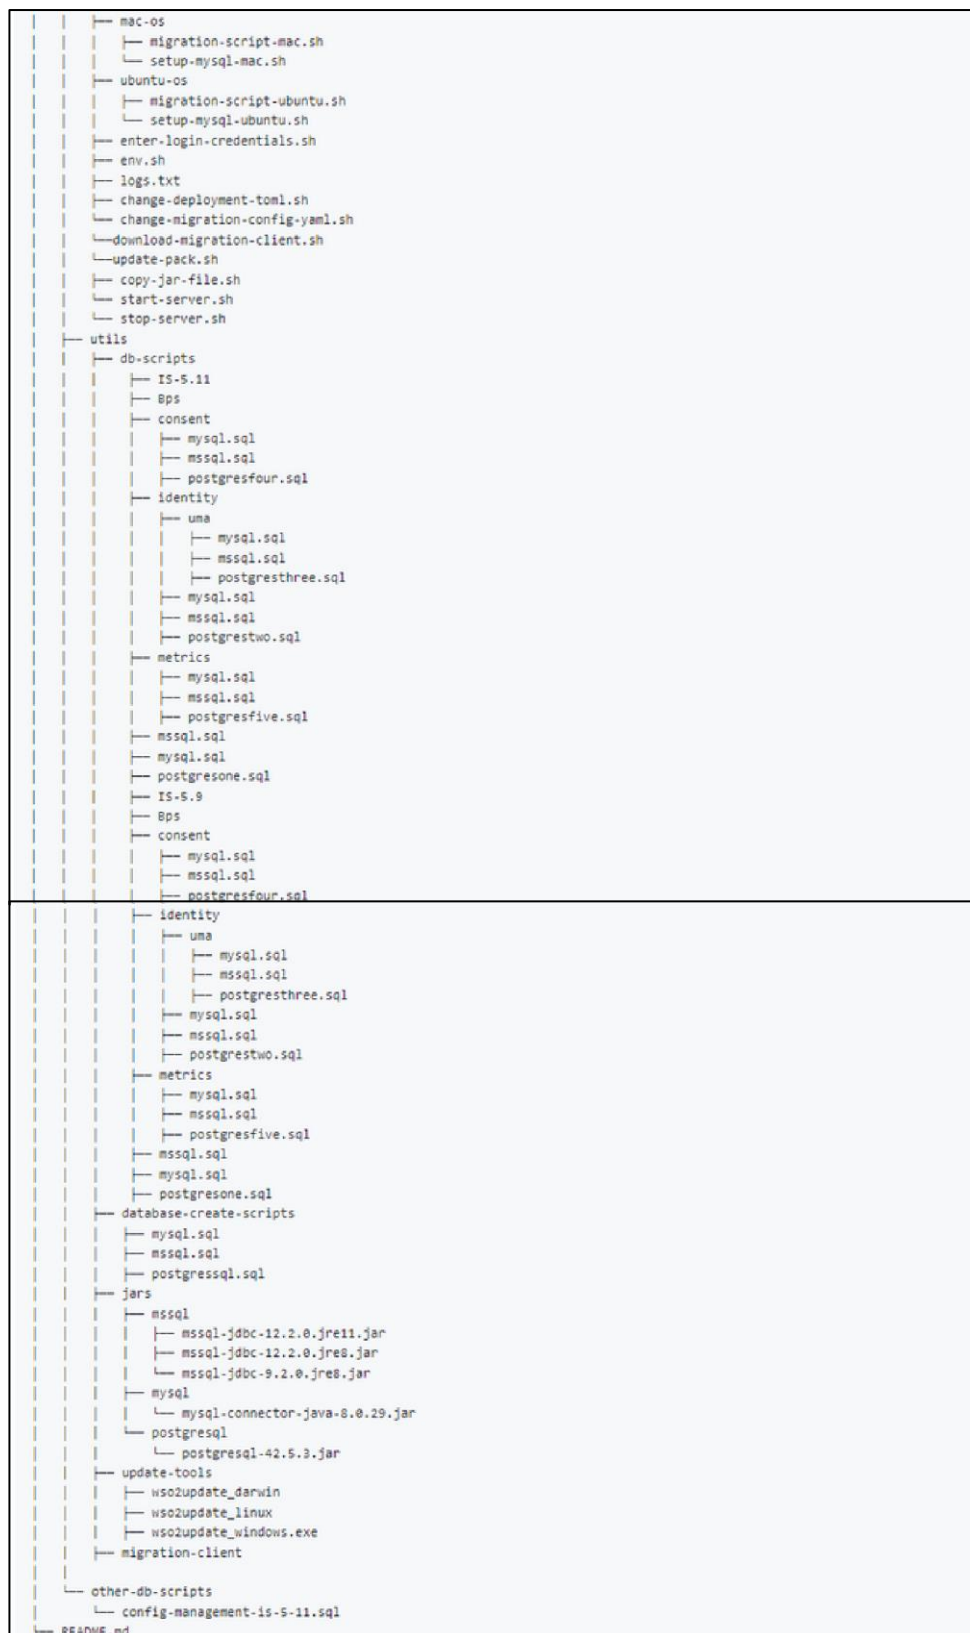 │   │   ├── mac-os
│   │   │   ├── migration-script-mac.sh
│   │   │   └── setup-mysql-mac.sh
│   │   ├── ubuntu-os
│   │   │   ├── migration-script-ubuntu.sh
│   │   │   └── setup-mysql-ubuntu.sh
│   │   ├── enter-login-credentials.sh
│   │   ├── env.sh
│   │   ├── logs.txt
│   │   ├── change-deployment-toml.sh
│   │   └── change-migration-config-yaml.sh
│   │   └──download-migration-client.sh
│   │   └──update-pack.sh
│   │   ├── copy-jar-file.sh
│   │   └── start-server.sh
│   │   └── stop-server.sh
│   ├── utils
│   │   ├── db-scripts
│   │   │   ├── IS-5.11
│   │   │   ├── Bps
│   │   │   ├── consent
│   │   │   │   ├── mysql.sql
│   │   │   │   ├── mssql.sql
│   │   │   │   ├── postgresfour.sql
│   │   │   ├── identity
│   │   │   │   ├── uma
│   │   │   │   │   ├── mysql.sql
│   │   │   │   │   ├── mssql.sql
│   │   │   │   │   ├── postgresthree.sql
│   │   │   │   ├── mysql.sql
│   │   │   │   ├── mssql.sql
│   │   │   │   ├── postgrestwo.sql
│   │   │   ├── metrics
│   │   │   │   ├── mysql.sql
│   │   │   │   ├── mssql.sql
│   │   │   │   ├── postgresfive.sql
│   │   │   ├── mssql.sql
│   │   │   ├── mysql.sql
│   │   │   ├── postgresone.sql
│   │   │   ├── IS-5.9
│   │   │   ├── Bps
│   │   │   ├── consent
│   │   │   │   ├── mysql.sql
│   │   │   │   ├── mssql.sql
│   │   │   │   ├── postgresfour.sql
│   │   │   ├── identity
│   │   │   │   ├── uma
│   │   │   │   │   ├── mysql.sql
│   │   │   │   │   ├── mssql.sql
│   │   │   │   │   ├── postgresthree.sql
│   │   │   │   ├── mysql.sql
│   │   │   │   ├── mssql.sql
│   │   │   │   ├── postgrestwo.sql
│   │   │   ├── metrics
│   │   │   │   ├── mysql.sql
│   │   │   │   ├── mssql.sql
│   │   │   │   ├── postgresfive.sql
│   │   │   ├── mssql.sql
│   │   │   ├── mysql.sql
│   │   │   ├── postgresone.sql
│   │   ├── database-create-scripts
│   │   │   ├── mysql.sql
│   │   │   ├── mssql.sql
│   │   │   ├── postgressql.sql
│   │   ├── jars
│   │   │   ├── mssql
│   │   │   │   ├── mssql-jdbc-12.2.0.jre11.jar
│   │   │   │   ├── mssql-jdbc-12.2.0.jre8.jar
│   │   │   │   └── mssql-jdbc-9.2.0.jre8.jar
│   │   │   ├── mysql
│   │   │   │   └── mysql-connector-java-8.0.29.jar
│   │   │   └── postgresql
│   │   │       └── postgresql-42.5.3.jar
│   │   ├── update-tools
│   │   │   ├── wso2update_darwin
│   │   │   ├── wso2update_linux
│   │   │   ├── wso2update_windows.exe
│   │   ├── migration-client
│   │
│   └── other-db-scripts
│       └── config-management-is-5-11.sql
├── README.md